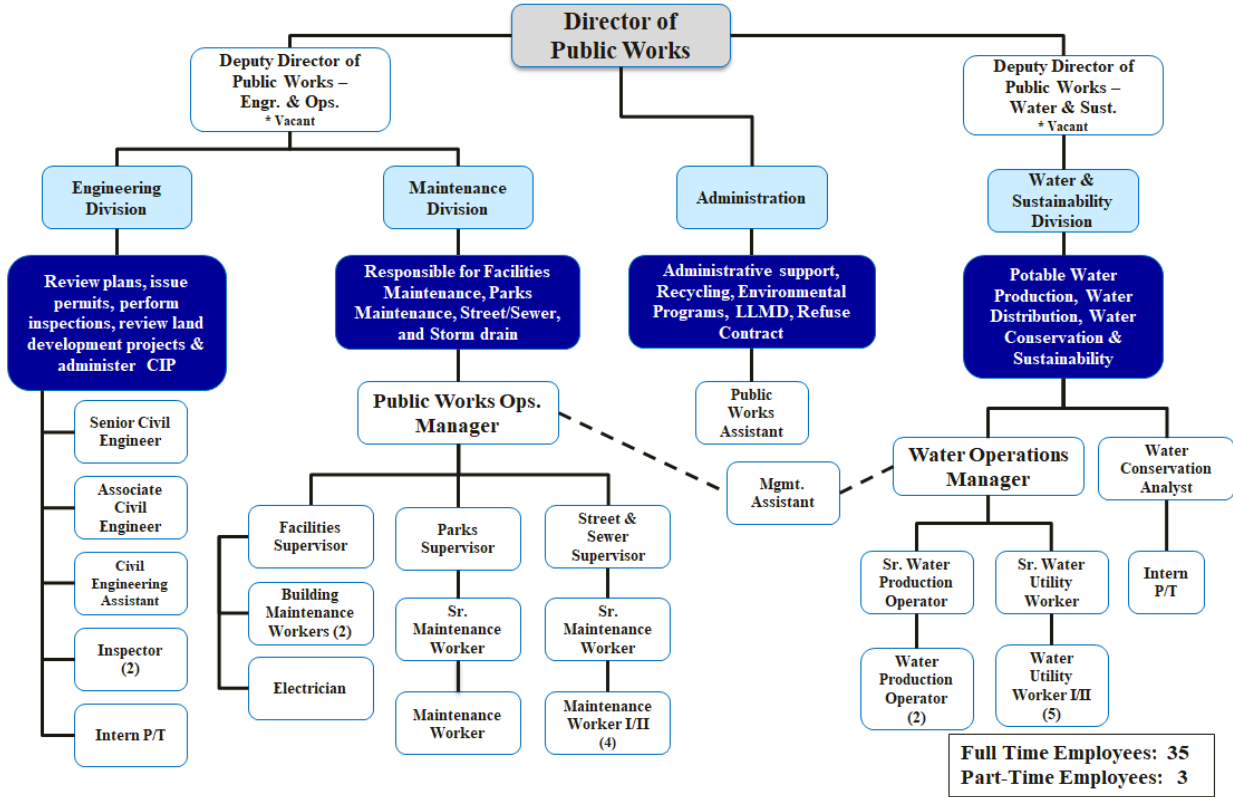 Director of
Public Works
Deputy Director of
Public Works –
Engr. & Ops.
* Vacant
Deputy Director of
Public Works –
Water & Sust.
* Vacant
Engineering
Division
Maintenance
Division
Administration
Water &
Sustainability
Division
Review plans, issue
permits, perform
inspections, review land
development projects &
administer CIP
Responsible for Facilities
Maintenance, Parks
Maintenance, Street/Sewer,
and Storm drain
Administrative support,
Recycling, Environmental
Programs, LLMD, Refuse
Contract
Potable Water
Production, Water
Distribution, Water
Conservation &
Sustainability
Senior Civil
Engineer
Associate
Civil
Engineer
Civil
Engineering
Assistant
Inspector
(2)
Intern P/T
Public Works Ops.
Manager
Facilities
Supervisor
Building
Maintenance
Workers (2)
Electrician
Parks
Supervisor
Sr.
Maintenance
Worker
Maintenance
Worker
Street &
Sewer
Supervisor
Sr.
Maintenance
Worker
Maintenance
Worker I/II
(4)
Public
Works
Assistant
Mgmt.
Assistant
Water Operations
Manager
Water
Conservation
Analyst
Sr. Water
Production
Operator
Sr. Water
Utility
Worker
Intern
P/T
Water
Production
Operator
(2)
Water
Utility
Worker I/II
(5)
Full Time Employees: 35
Part-Time Employees: 3